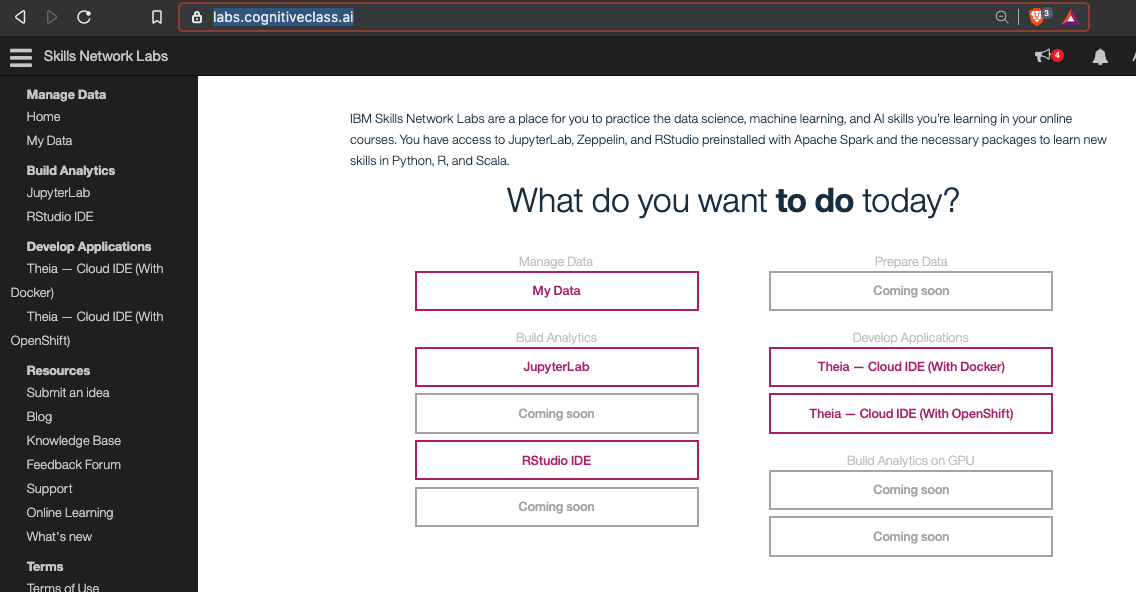 labs.cognitiveclass.ai
3
Skills Network Labs
4
Manage Data
Home
My Data
Build Analytics
JupyterLab
RStudio IDE
Develop Applications
Theia — Cloud IDE (With
Docker)
Theia — Cloud IDE (With
OpenShift)
Resources
Submit an idea
Blog
Knowledge Base
Feedback Forum
Support
Online Learning
What's new
Terms
Terms of Use
IBM Skills Network Labs are a place for you to practice the data science, machine learning, and AI skills you're learning in your online
courses. You have access to JupyterLab, Zeppelin, and RStudio preinstalled with Apache Spark and the necessary packages to learn new
skills in Python, R, and Scala.
What do you want to do today?
Manage Data
My Data
Build Analytics
JupyterLab
Coming soon
RStudio IDE
Coming soon
Prepare Data
Coming soon
Develop Applications
Theia — Cloud IDE (With Docker)
Theia — Cloud IDE (With OpenShift)
Build Analytics on GPU
Coming soon
Coming soon